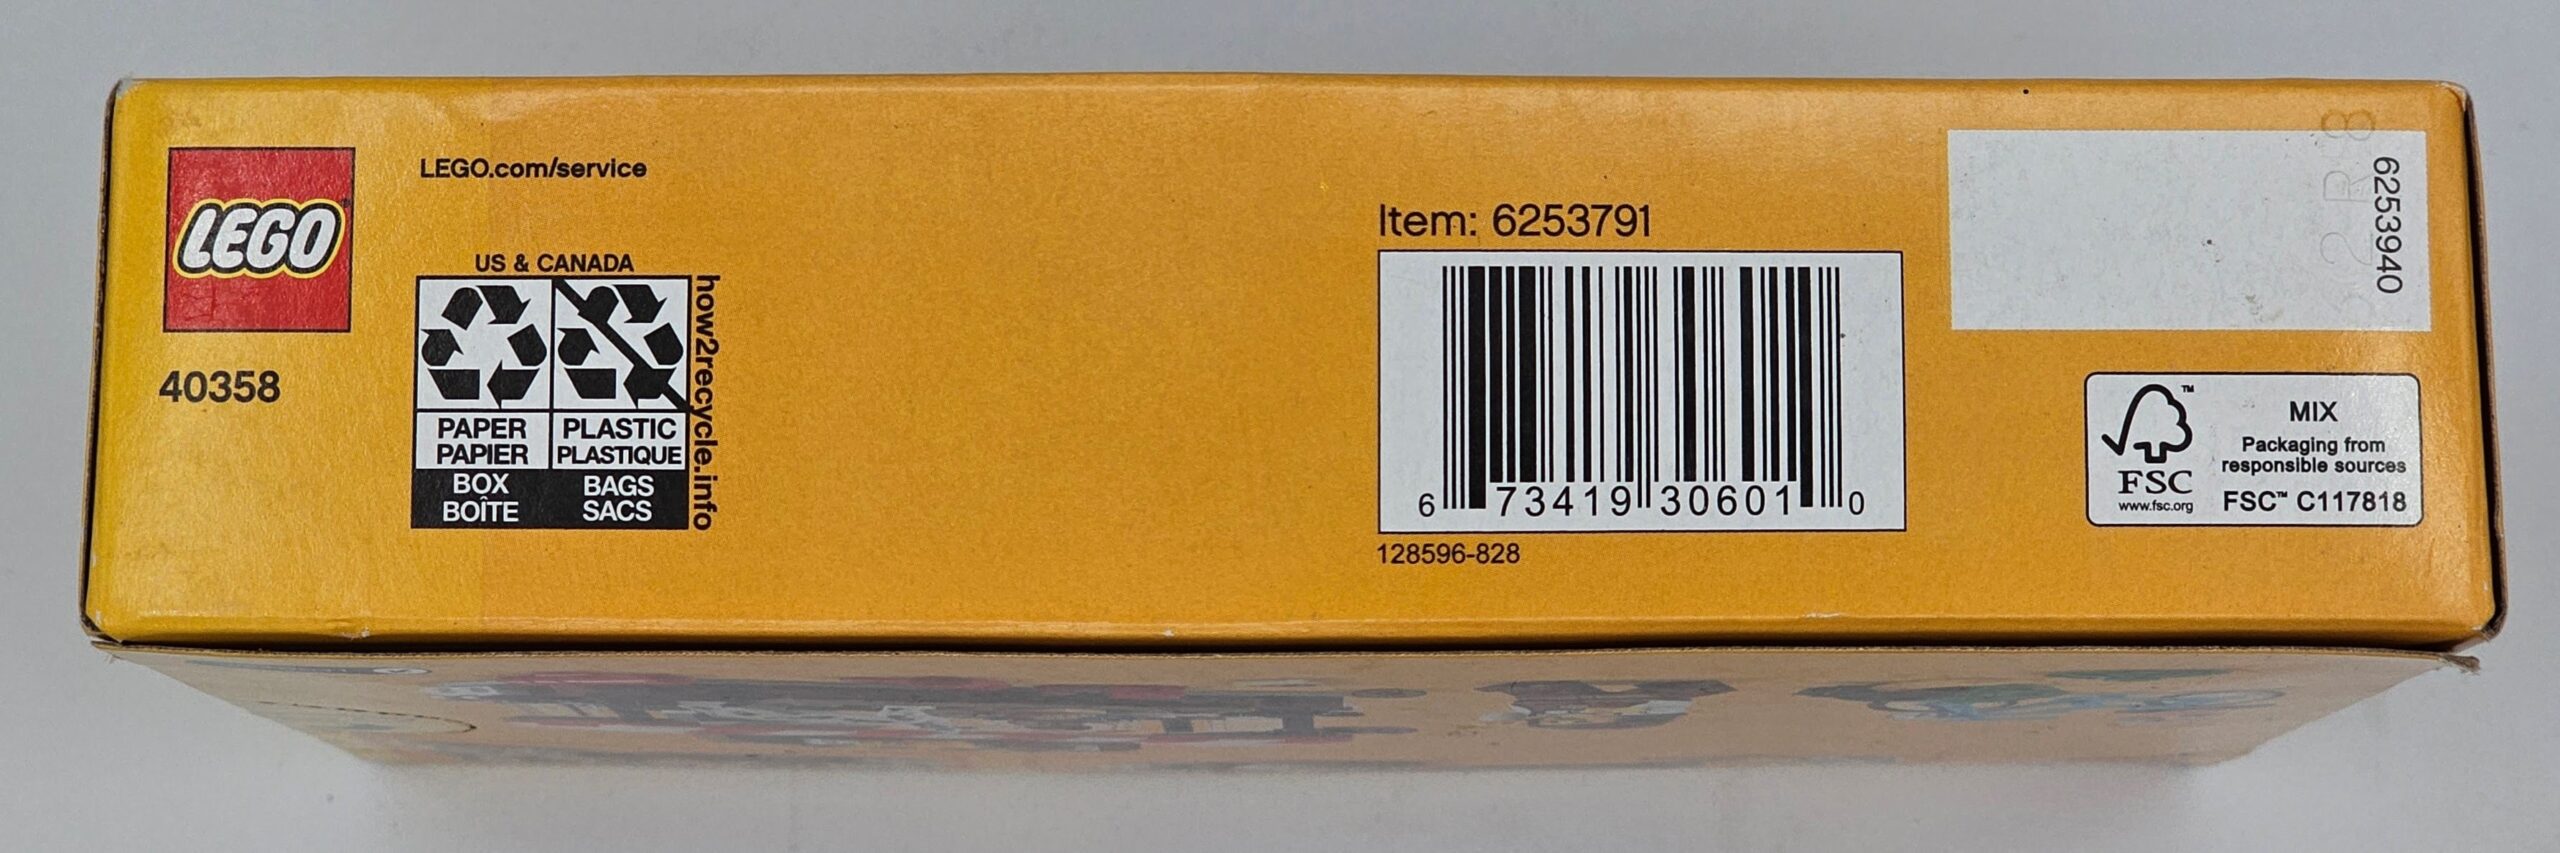 LEGO
40358
LEGO.com/service
US & CANADA
PAPER
PAPIER
BOX
BOÎTE
PLASTIC
PLASTIQUE
BAGS
SACS
how2recycle.info
Item: 6253791
6 73419 30601 0
128596-828
6253940
FSC™
www.fsc.org
MIX
Packaging from
responsible sources
FSC™ C117818